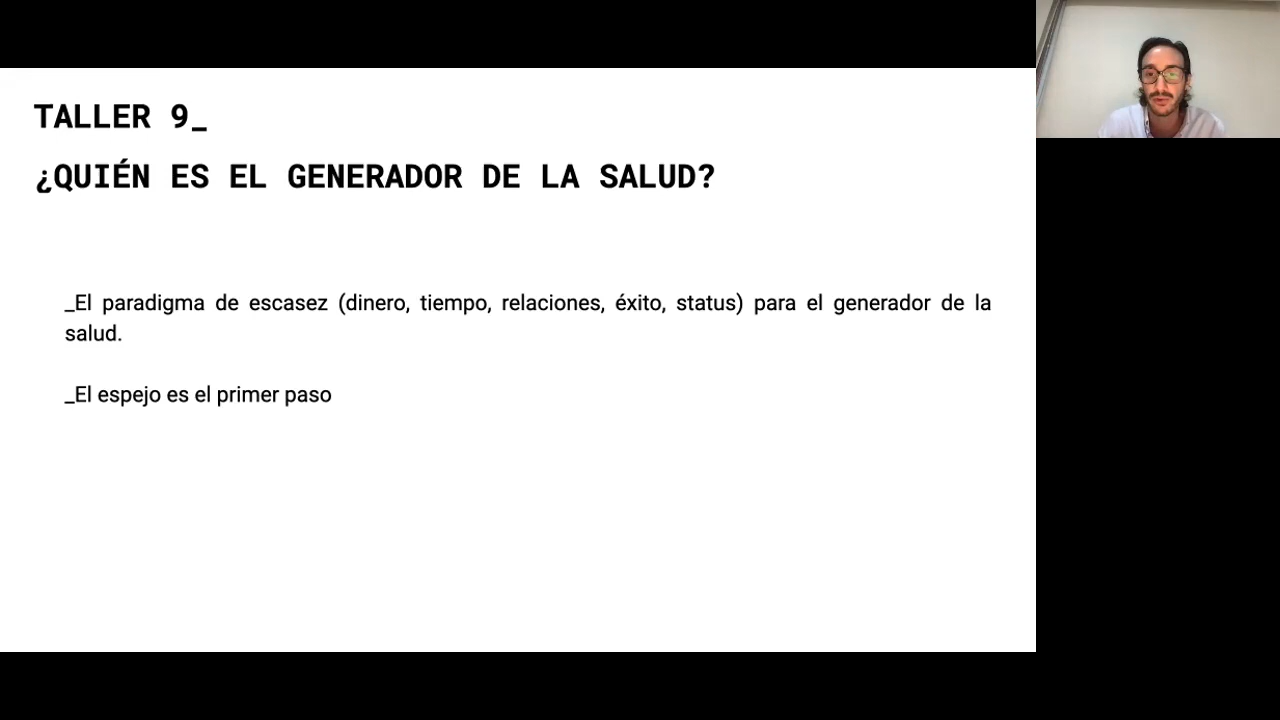 TALLER 9_
¿QUIÉN ES EL GENERADOR DE LA SALUD?
_El paradigma de escasez (dinero, tiempo, relaciones, éxito, status) para el generador de la
salud.
_El espejo es el primer paso